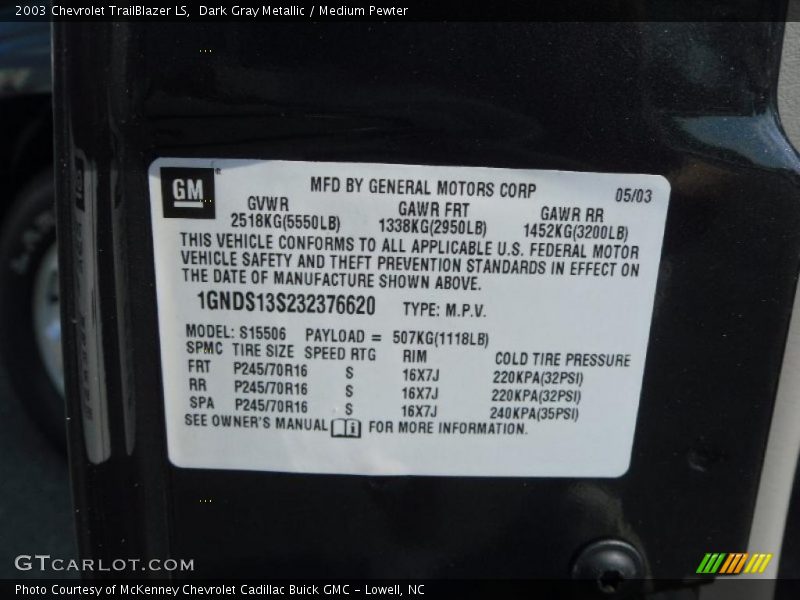 2003 Chevrolet TrailBlazer LS,  Dark Gray Metallic / Medium Pewter
GM
MFD BY GENERAL MOTORS CORP 05/03
GVWR GAWR FRT GAWR RR
2518KG(5550LB) 1338KG(2950LB) 1452KG(3200LB)
THIS VEHICLE CONFORMS TO ALL APPLICABLE U.S. FEDERAL MOTOR
VEHICLE SAFETY AND THEFT PREVENTION STANDARDS IN EFFECT ON
THE DATE OF MANUFACTURE SHOWN ABOVE.
1GNDS13S232376620 TYPE: M.P.V.
MODEL: S15506 PAYLOAD = 507KG(1118LB)
SPMC TIRE SIZE SPEED RTG RIM COLD TIRE PRESSURE
FRT P245/70R16 S 16X7J 220KPA(32PSI)
RR P245/70R16 S 16X7J 220KPA(32PSI)
SPA P245/70R16 S 16X7J 240KPA(35PSI)
SEE OWNER'S MANUAL i FOR MORE INFORMATION.
GTCARLOT.COM
Photo Courtesy of McKenney Chevrolet Cadillac Buick GMC - Lowell, NC